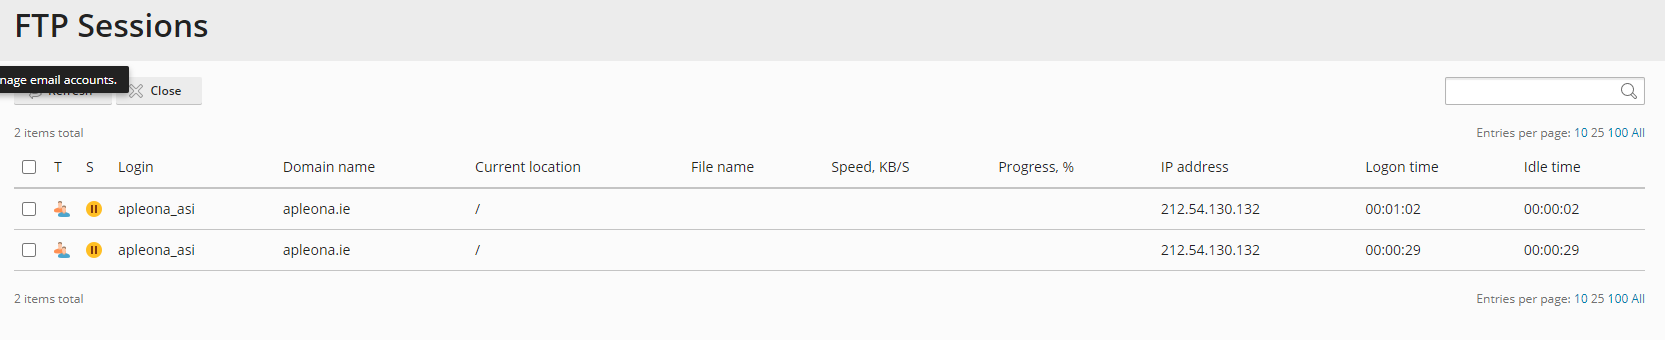 FTP Sessions
nage email accounts.
Refresh Close
2 items total Entries per page: 10 25 100 All
T S Login Domain name Current location File name Speed, KB/S Progress, % IP address Logon time Idle time
apleona_asi apleona.ie / 212.54.130.132 00:01:02 00:00:02
apleona_asi apleona.ie / 212.54.130.132 00:00:29 00:00:29
2 items total Entries per page: 10 25 100 All